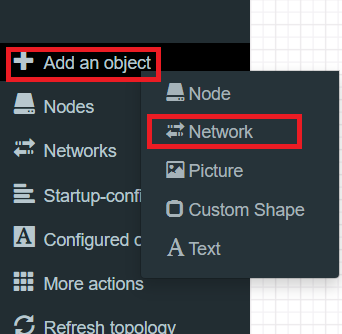 Add an object
Node
Nodes
Network
Networks
Picture
Startup-confi
Custom Shape
Configured
Text
More actions
Refresh topology